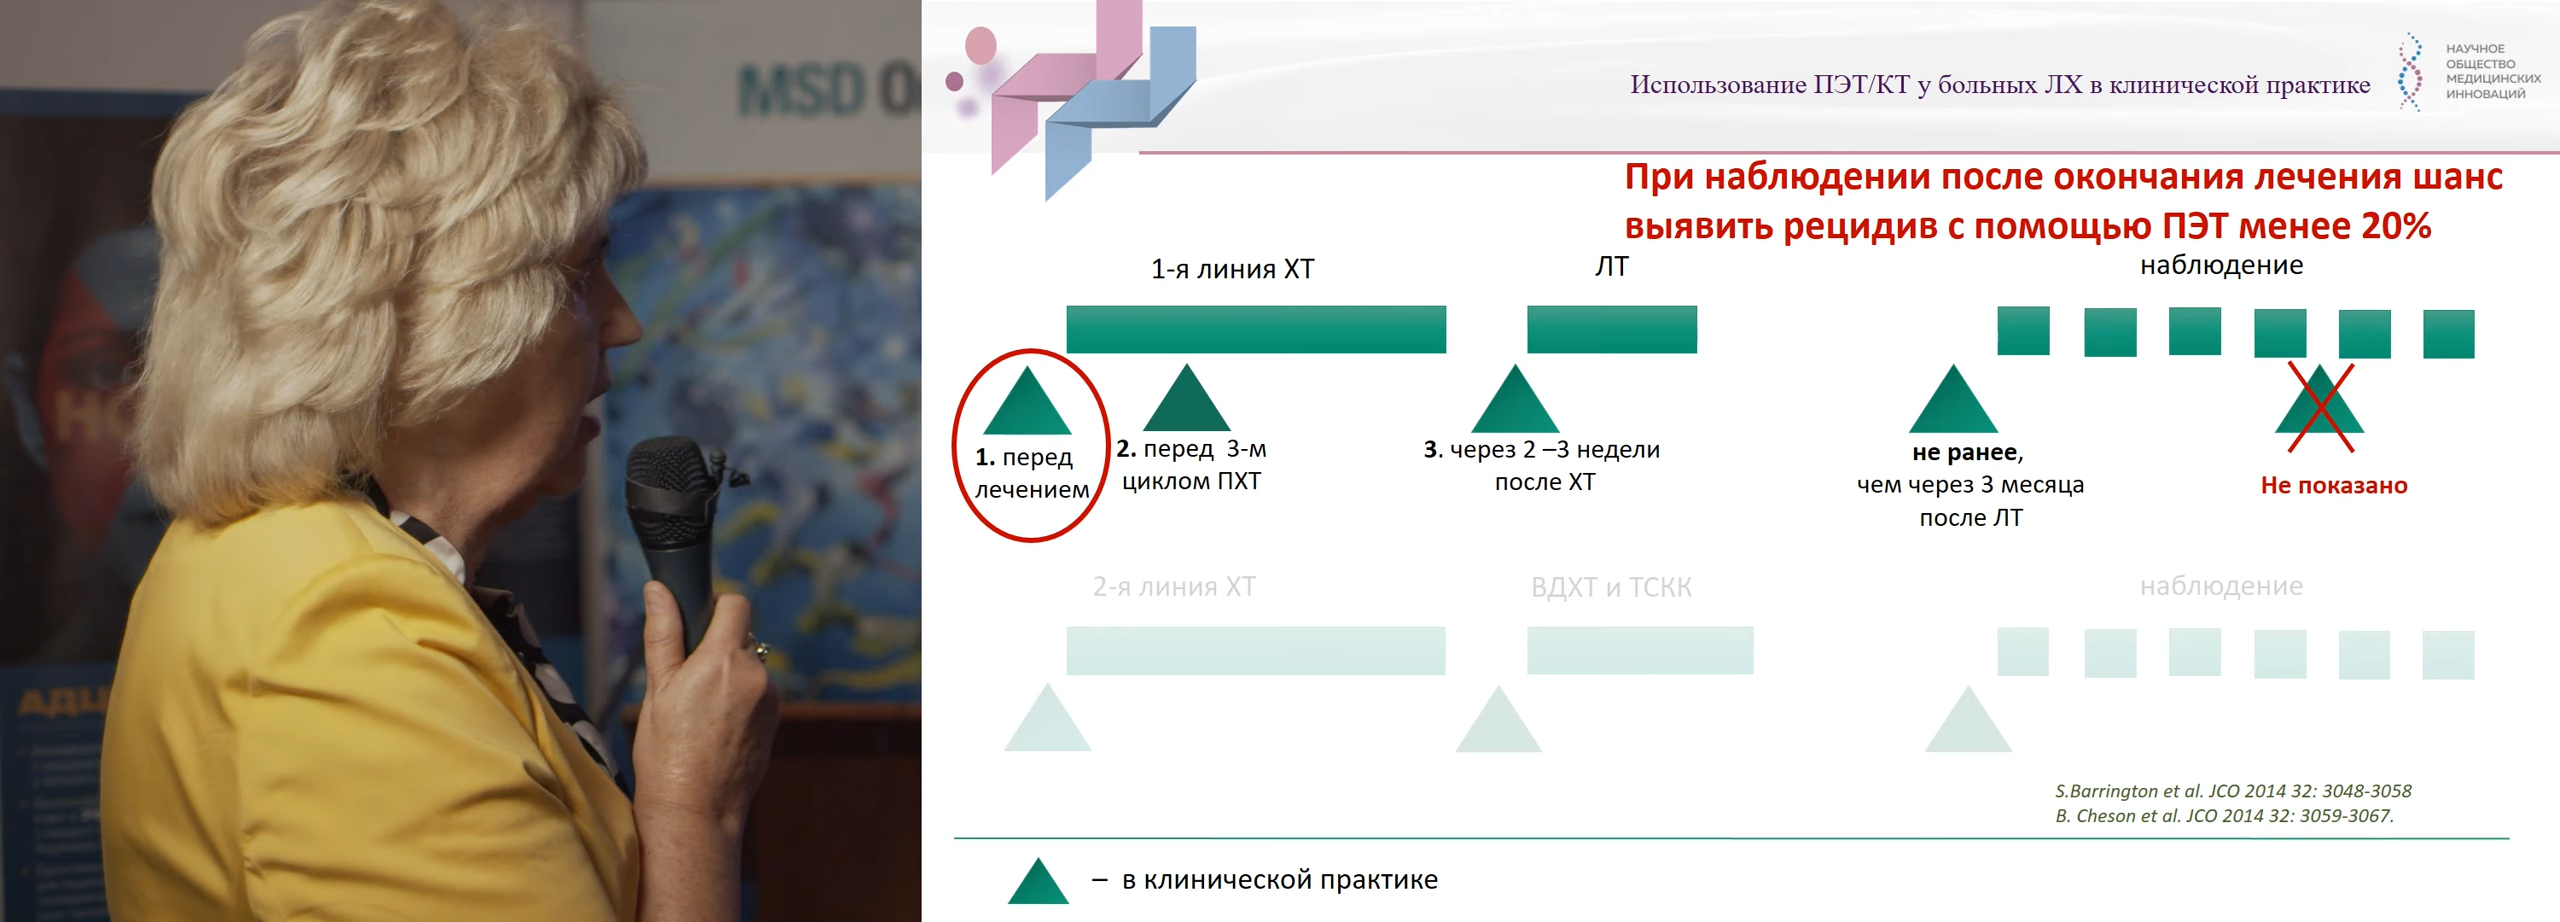 MSD
Использование ПЭТ/КТ у больных ЛХ в клинической практике
НАУЧНОЕ
ОБЩЕСТВО
МЕДИЦИНСКИХ
ИННОВАЦИЙ
При наблюдении после окончания лечения шанс
выявить рецидив с помощью ПЭТ менее 20%
1-я линия ХТ
ЛТ
наблюдение
1. перед
лечением
2. перед 3-м
циклом ПХТ
3. через 2 –3 недели
после ХТ
не ранее,
чем через 3 месяца
после ЛТ
Не показано
2-я линия ХТ
ВДХТ и ТСКК
наблюдение
S.Barrington et al. JCO 2014 32: 3048-3058
B. Cheson et al. JCO 2014 32: 3059-3067.
– в клинической практике